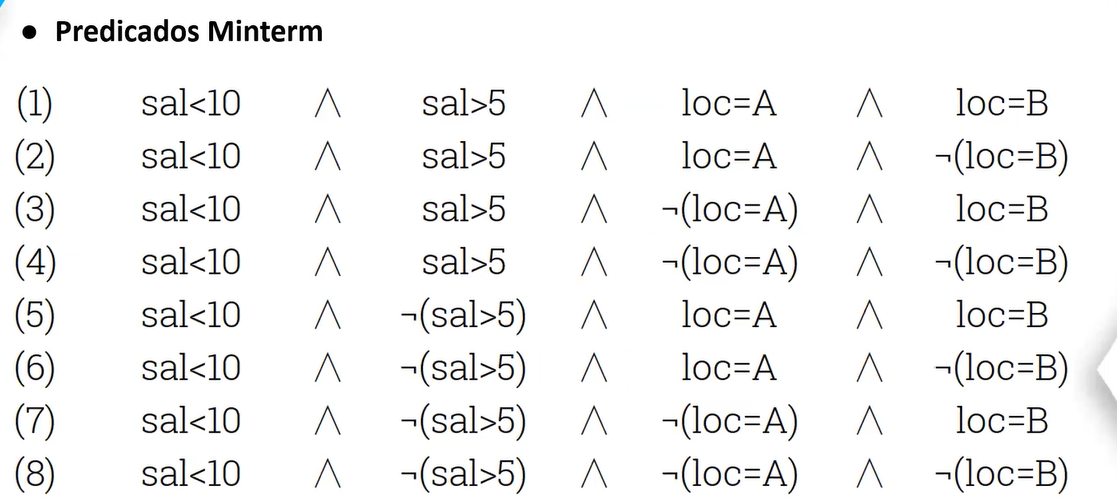 ● Predicados Minterm
(1) sal<10 ∧ sal>5 ∧ loc=A ∧ loc=B
(2) sal<10 ∧ sal>5 ∧ loc=A ∧ ¬(loc=B)
(3) sal<10 ∧ sal>5 ∧ ¬(loc=A) ∧ loc=B
(4) sal<10 ∧ sal>5 ∧ ¬(loc=A) ∧ ¬(loc=B)
(5) sal<10 ∧ ¬(sal>5) ∧ loc=A ∧ loc=B
(6) sal<10 ∧ ¬(sal>5) ∧ loc=A ∧ ¬(loc=B)
(7) sal<10 ∧ ¬(sal>5) ∧ ¬(loc=A) ∧ loc=B
(8) sal<10 ∧ ¬(sal>5) ∧ ¬(loc=A) ∧ ¬(loc=B)